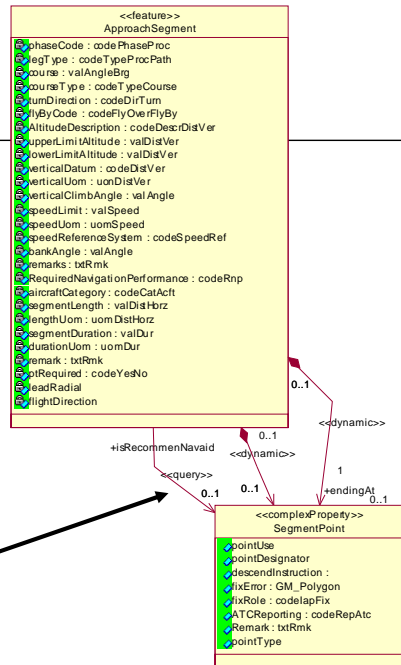 <<feature>>
ApproachSegment
phaseCode : codePhaseProc
legType : codeTypeProcPath
course : valAngleBrg
courseType : codeTypeCourse
turnDirection : codeDirTurn
flyByCode : codeFlyOverFlyBy
AltitudeDescription : codeDescrDistVer
upperLimitAltitude : valDistVer
lowerLimitAltitude : valDistVer
verticalDatum : codeDistVer
verticalUom : uonDistVer
verticalClimbAngle : valAngle
speedLimit : valSpeed
speedUom : uomSpeed
speedReferenceSystem : codeSpeedRef
bankAngle : valAngle
remarks : txtRmk
RequiredNavigationPerformance : codeRnp
aircraftCategory : codeCatAcft
segmentLength : valDistHorz
lengthUom : uomDistHorz
segmentDuration : valDur
durationUom : uomDur
remark : txtRmk
ptRequired : codeYesNo
leadRadial
flightDirection
0..1
<<dynamic>>
0..1
+isRecommenNavaid
<<dynamic>>
<<query>>
1
0..1
0..1
+endingAt
0..1
<<complexProperty>>
SegmentPoint
pointUse
pointDesignator
descendInstruction :
fixError : GM_Polygon
fixRole : codeIapFix
ATCReporting : codeRepAtc
Remark : txtRmk
pointType